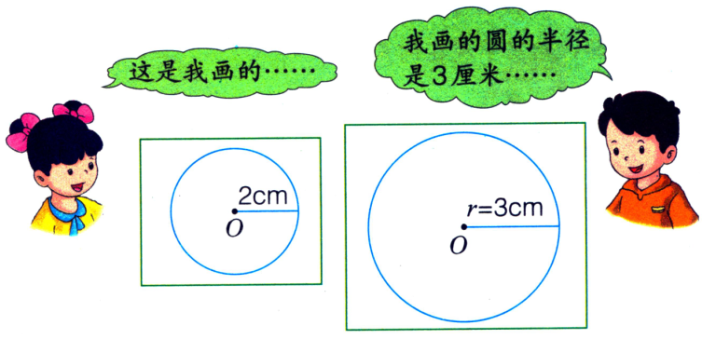 这是我画的……
我画的圆的半径
是3厘米……
2cm
O
r=3cm
O